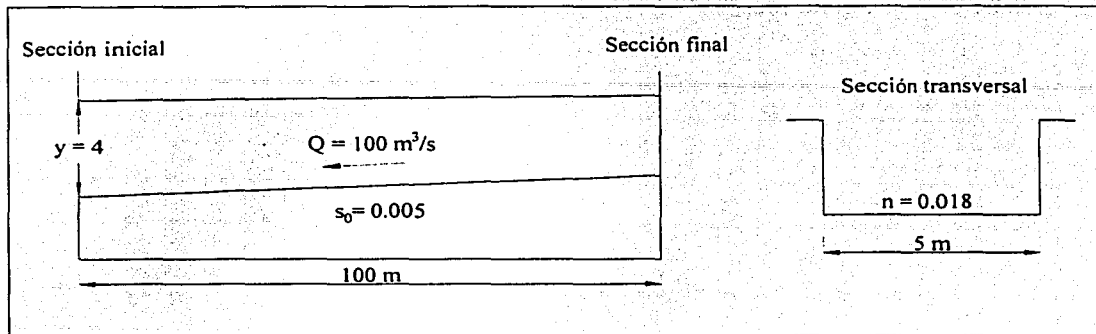 Sección inicial
Sección final
Sección transversal
y = 4
Q = 100 m³/s
s₀= 0.005
n = 0.018
5 m
100 m